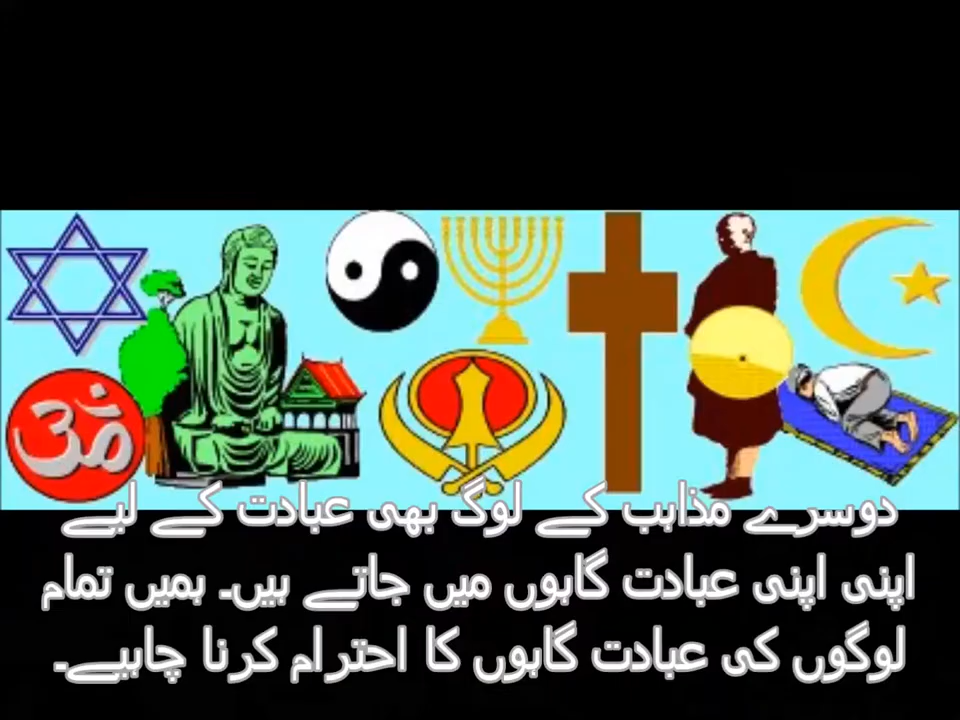 دوسرے مذاہب کے لوگ بھی عبادت کے لیے
اپنی اپنی عبادت گاہوں میں جاتے ہیں۔ ہمیں تمام
لوگوں کی عبادت گاہوں کا احترام کرنا چاہیے۔